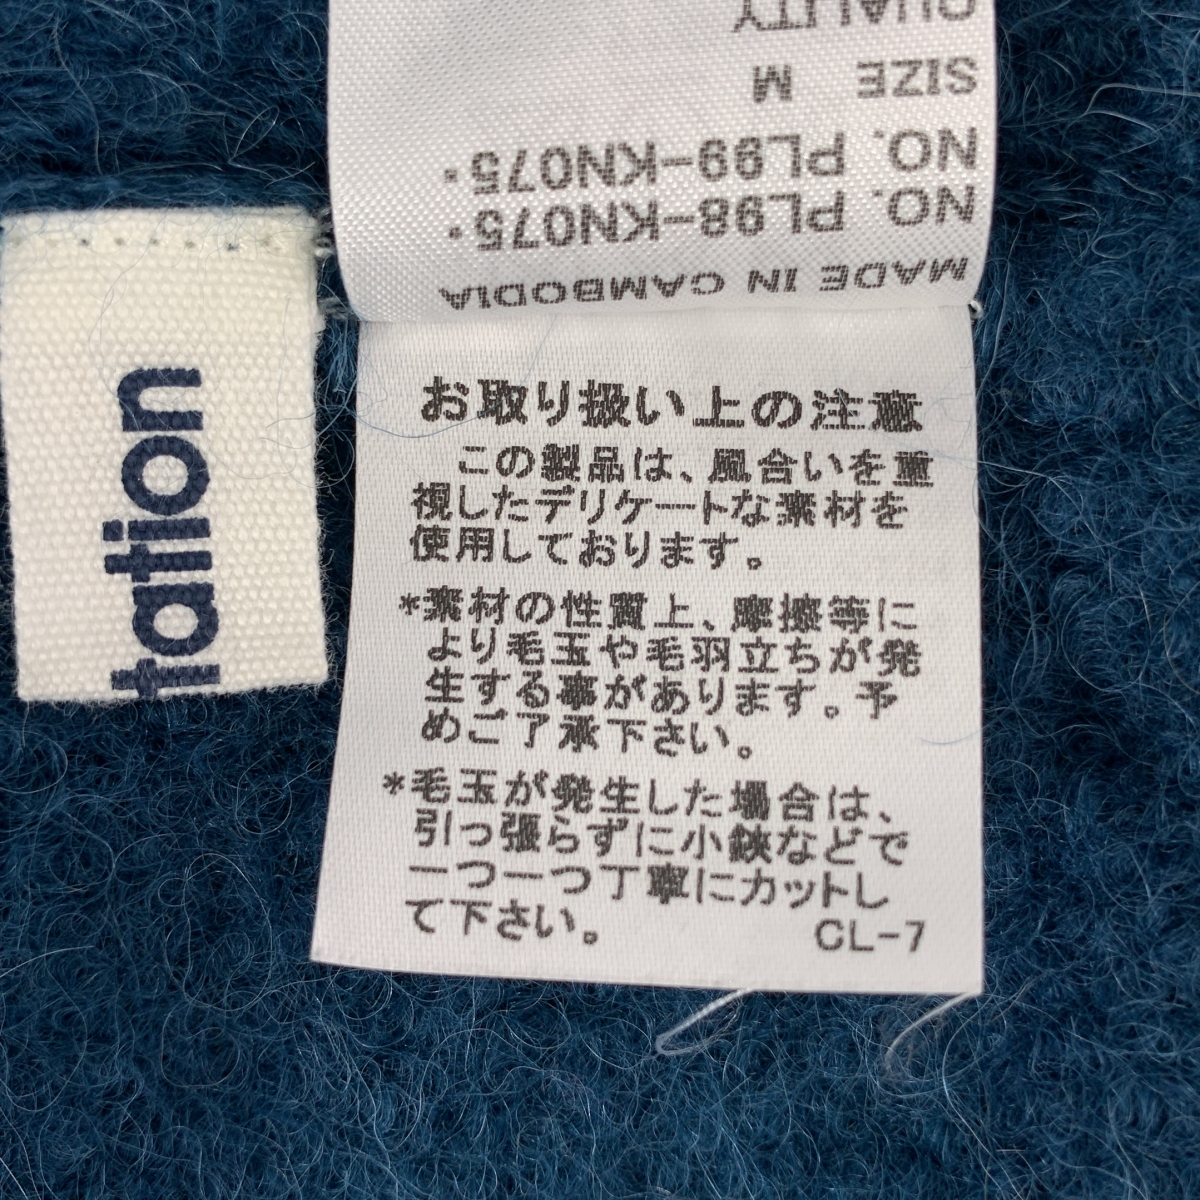 QUALITY
SIZE M
NO. PL99-KN075・
NO. PL98-KN075・
MADE IN CAMBODIA
tation
お取り扱い上の注意
この製品は、風合いを重
視したデリケートな素材を
使用しております。
*素材の性質上、摩擦等に
より毛玉や毛羽立ちが発
生する事があります。予
めご了承下さい。
*毛玉が発生した場合は、
引っ張らずに小鋏などで
一つ一つ丁寧にカットし
て下さい。
CL-7